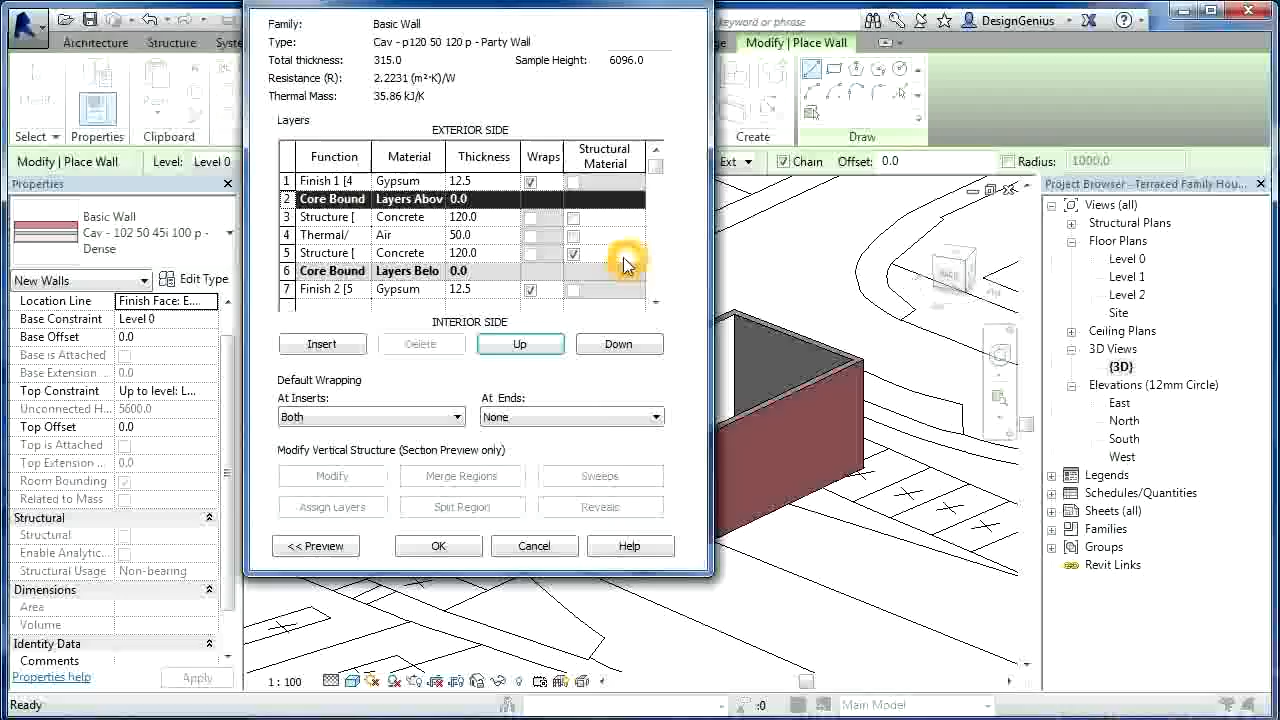 keyword or phrase
DesignGenius
Architecture
Structure
Modify | Place Wall
Select
Properties
Clipboard
Create
Draw
Modify | Place Wall
Level:
Level 0
Chain
Offset:
0.0
Radius:
1000.0
Properties
Basic Wall
Cav - 102 50 45i 100 p -
Dense
New Walls
Edit Type
Location Line
Finish Face: E....
Base Constraint
Level 0
Base Offset
0.0
Base is Attached
Base Extension ...
0.0
Top Constraint
Up to level: L...
Unconnected H...
5600.0
Top Offset
0.0
Top is Attached
Top Extension ...
0.0
Room Bounding
Related to Mass
Structural
Structural
Enable Analytic...
Structural Usage
Non-bearing
Dimensions
Area
Volume
Identity Data
Comments
Properties help
Apply
Family:
Basic Wall
Type:
Cav - p120 50 120 p - Party Wall
Total thickness:
315.0
Sample Height:
6096.0
Resistance (R):
2.2231 (m²·K)/W
Thermal Mass:
35.86 kJ/K
Layers
EXTERIOR SIDE
Function
Material
Thickness
Wraps
Structural Material
1 Finish 1 [4 Gypsum 12.5
2 Core Bound Layers Abov 0.0
3 Structure [ Concrete 120.0
4 Thermal/ Air 50.0
5 Structure [ Concrete 120.0
6 Core Bound Layers Belo 0.0
7 Finish 2 [5 Gypsum 12.5
INTERIOR SIDE
Insert
Delete
Up
Down
Default Wrapping
At Inserts:
At Ends:
Both
None
Modify Vertical Structure (Section Preview only)
Modify
Merge Regions
Sweeps
Assign Layers
Split Region
Reveals
<< Preview
OK
Cancel
Help
Project Browser - Terraced Family Hou...
Views (all)
Structural Plans
Floor Plans
Level 0
Level 1
Level 2
Site
Ceiling Plans
3D Views
{3D}
Elevations (12mm Circle)
East
North
South
West
Legends
Schedules/Quantities
Sheets (all)
Families
Groups
Revit Links
1 : 100
Ready
:0
Main Model